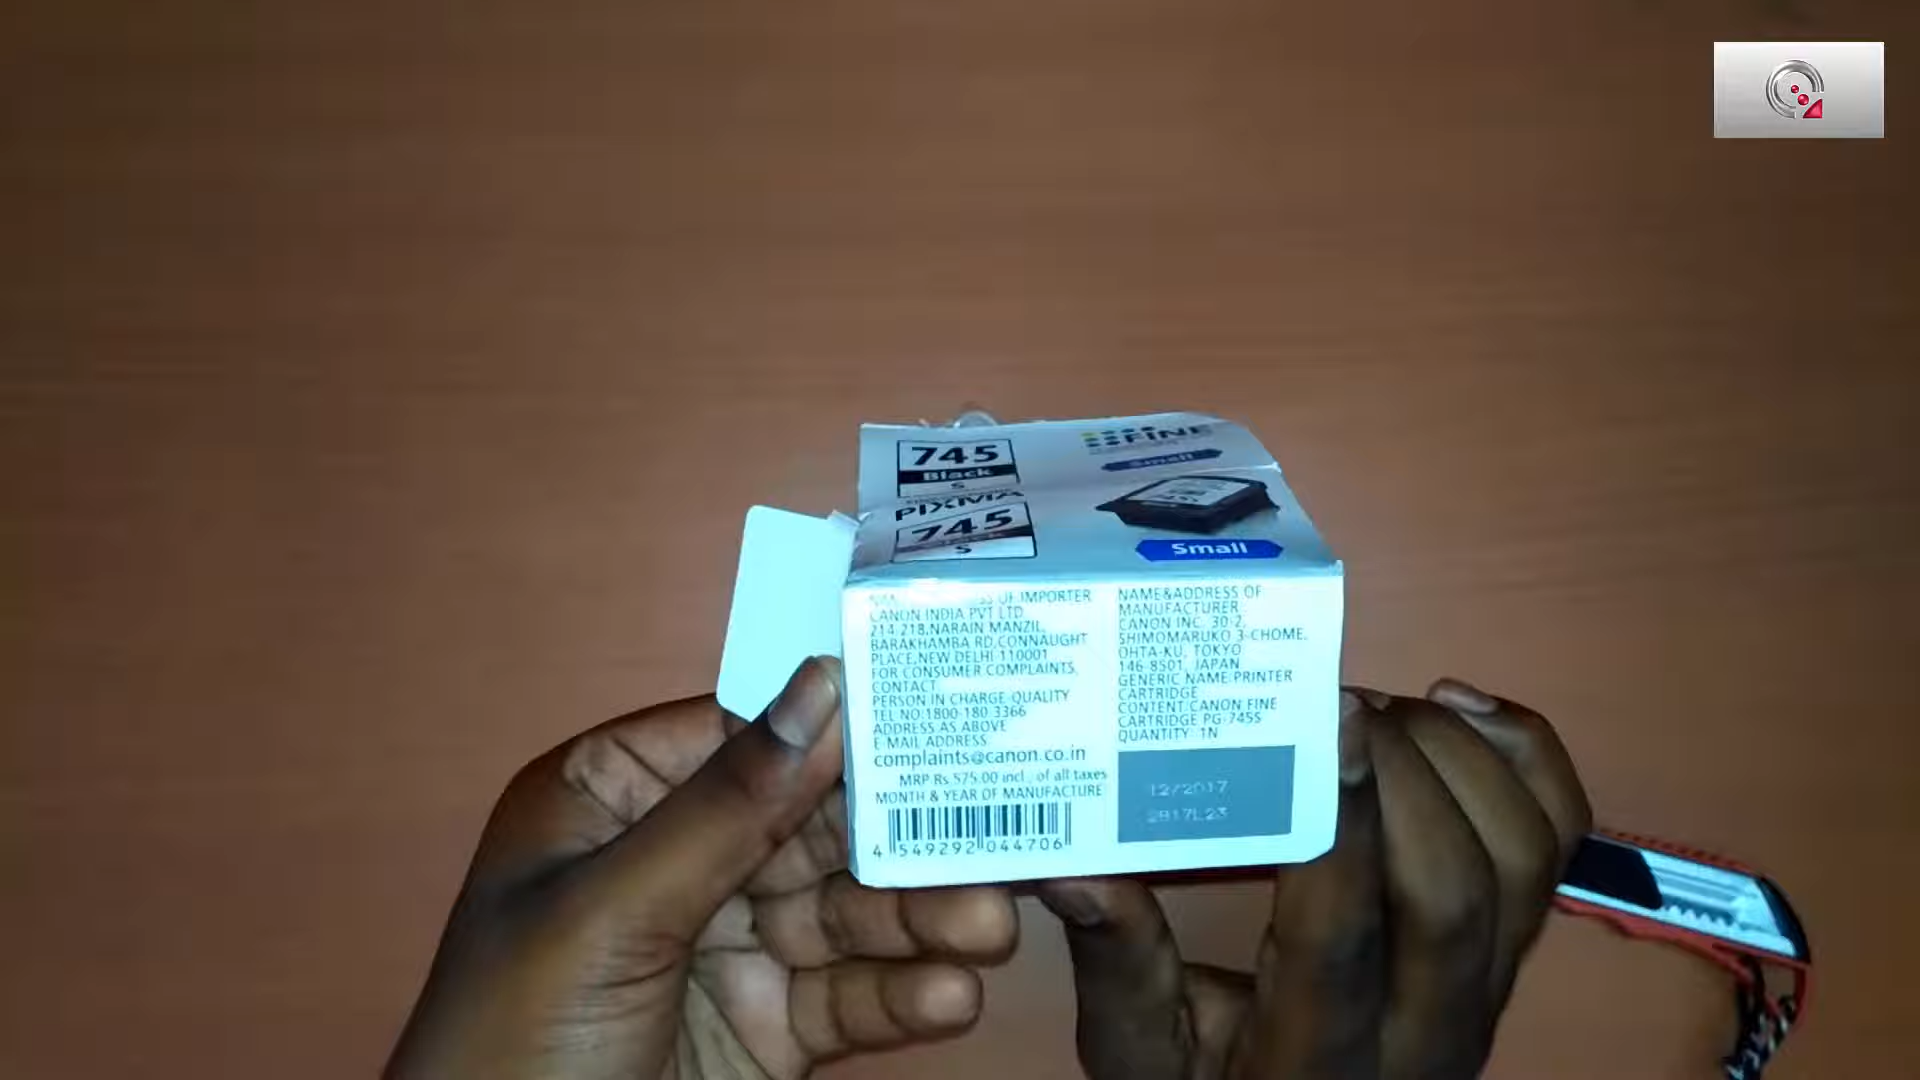 745
Black
S
FINE
Small
PIXMA
745
S
Small
OF IMPORTER
CANON INDIA PVT LTD.
214-218,NARAIN MANZIL,
BARAKHAMBA RD,CONNAUGHT
PLACE,NEW DELHI-110001
FOR CONSUMER COMPLAINTS,
CONTACT
PERSON IN CHARGE-QUALITY
TEL NO:1800-180 3366
ADDRESS AS ABOVE
E-MAIL ADDRESS
complaints@canon.co.in
MRP Rs 575.00 incl., of all taxes
MONTH & YEAR OF MANUFACTURE
4 549292 044706
NAME&ADDRESS OF
MANUFACTURER
CANON INC. 30-2,
SHIMOMARUKO 3-CHOME,
OHTA-KU, TOKYO
146-8501, JAPAN
GENERIC NAME:PRINTER
CARTRIDGE
CONTENT:CANON FINE
CARTRIDGE PG-745S
QUANTITY: 1N
12/2017
2B17L23